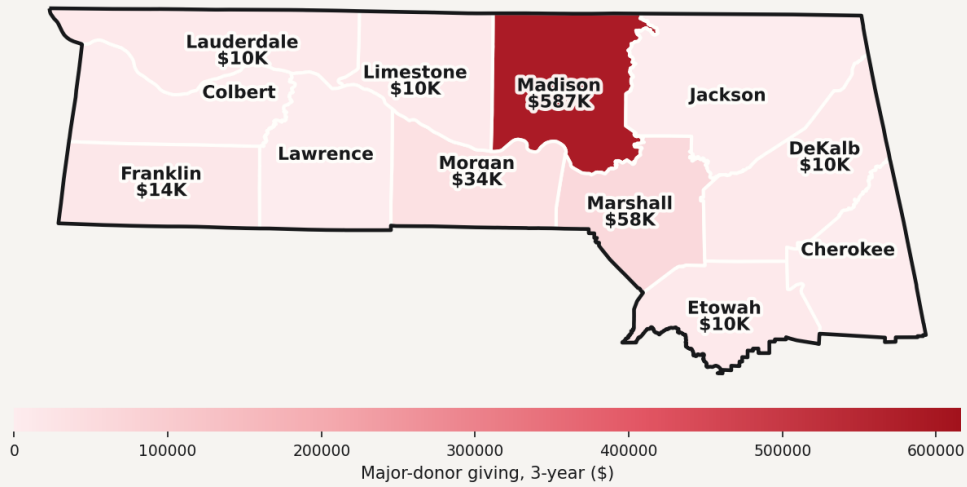 Lauderdale
$10K
Colbert
Limestone
$10K
Madison
$587K
Jackson
Franklin
$14K
Lawrence
Morgan
$34K
Marshall
$58K
DeKalb
$10K
Cherokee
Etowah
$10K
0 100000 200000 300000 400000 500000 600000
Major-donor giving, 3-year ($)